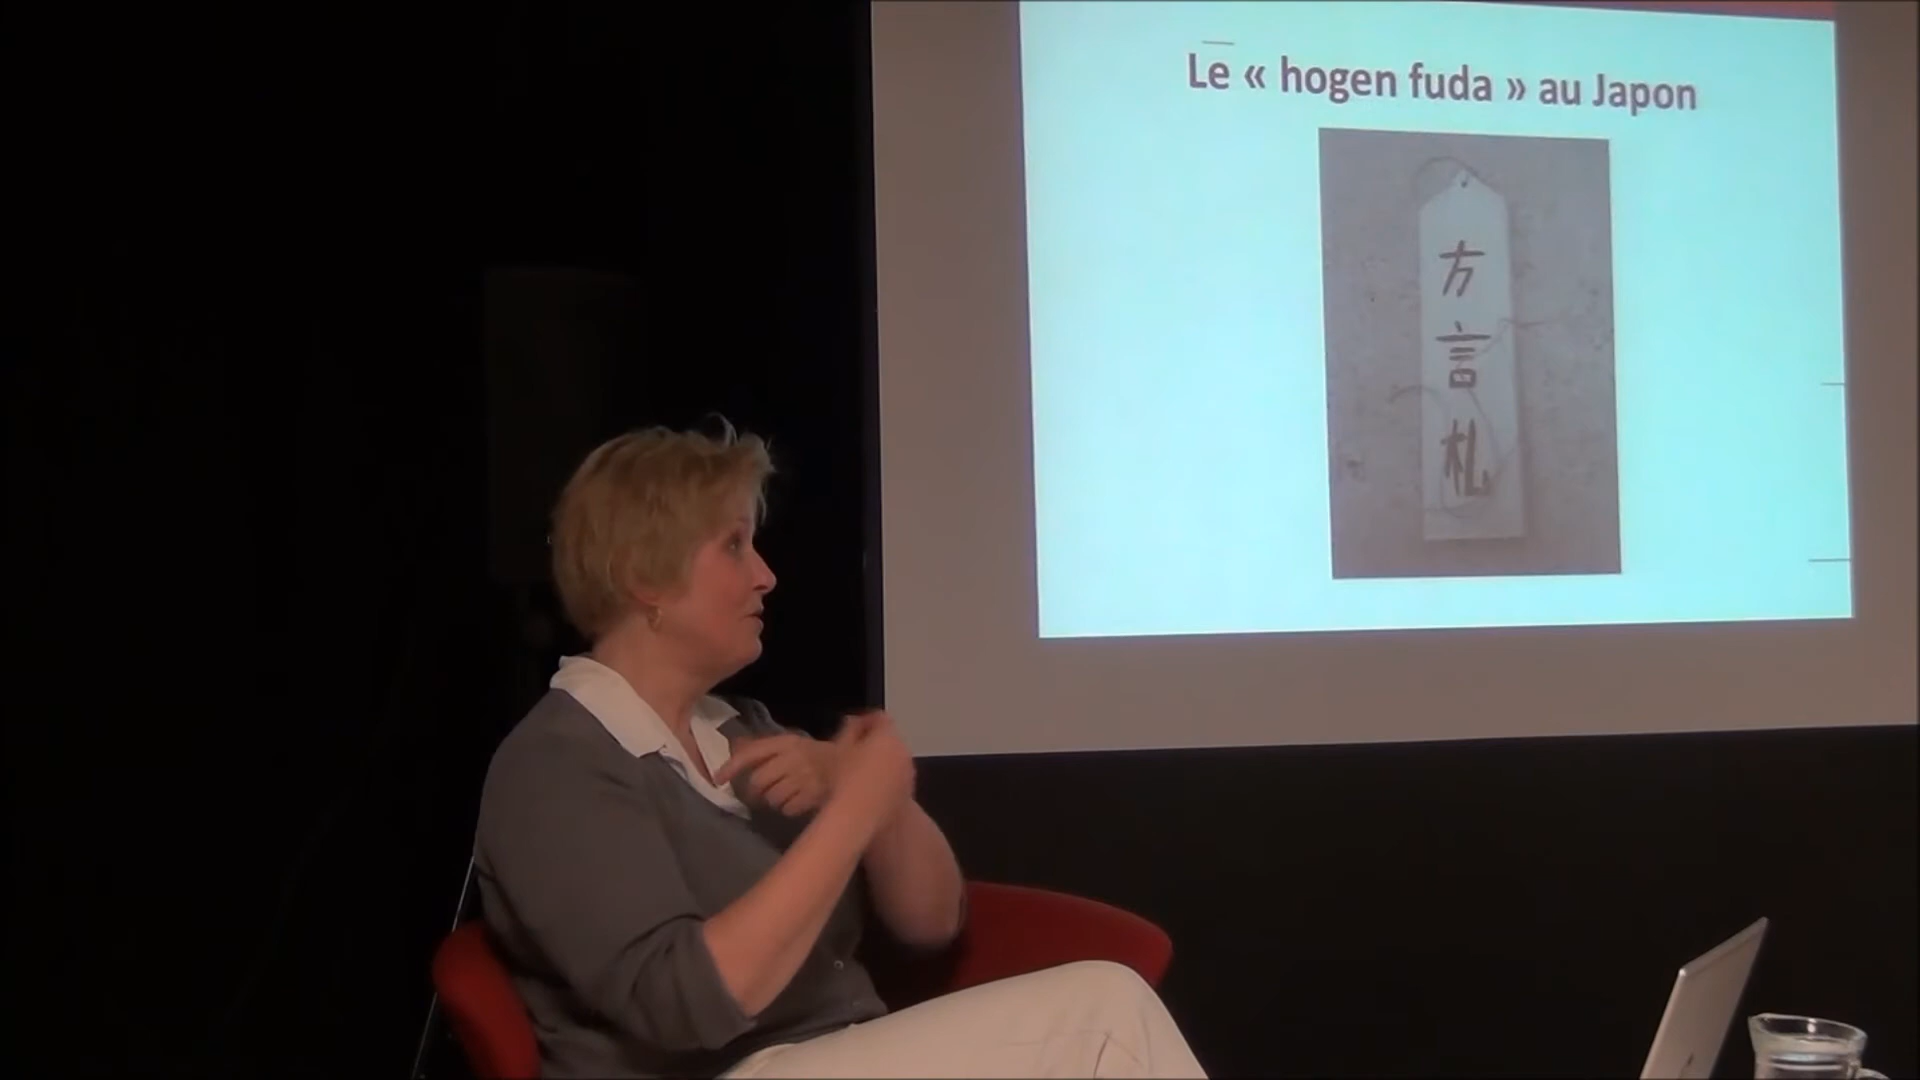 Le « hogen fuda » au Japon
方言札